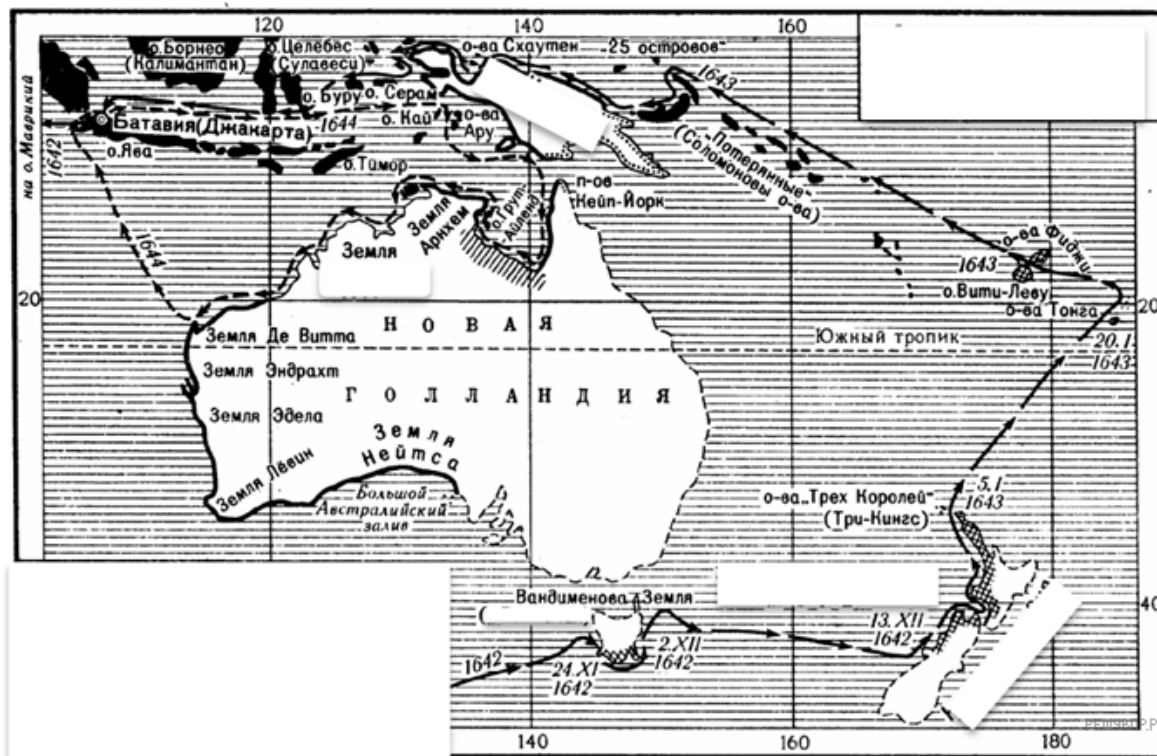 120
140
160
о. Борнео
(Калимантан)
о. Целебес
(Сулавеси)
о-ва Схаутен
„25 островов"
1643
о. Буру
о. Серам
на о. Маврикий
Батавия (Джакарта)
1644
о. Кай
о-ва
Ару
1642
о. Ява
о. Тимор
„Потерянные"
(Соломоновы о-ва)
п-ов
Кейп-Йорк
о. Грут-
Айленд
Земля
Арнхем
Земля
1644
о-ва Фиджи
1643
о. Вити-Леву
о-ва Тонга
20
20
НОВАЯ
Земля Де Витта
Южный тропик
20.I
1643
Земля Эндрахт
ГОЛЛАНДИЯ
Земля Эдела
Земля
Нейтса
Земля Лёвин
Большой
Австралийский
залив
5.I
1643
о-ва „Трех Королей"
(Три-Кингс)
Вандименова Земля
40
13.XII
1642
2.XII
1642
1642
24.XI
1642
140
160
180